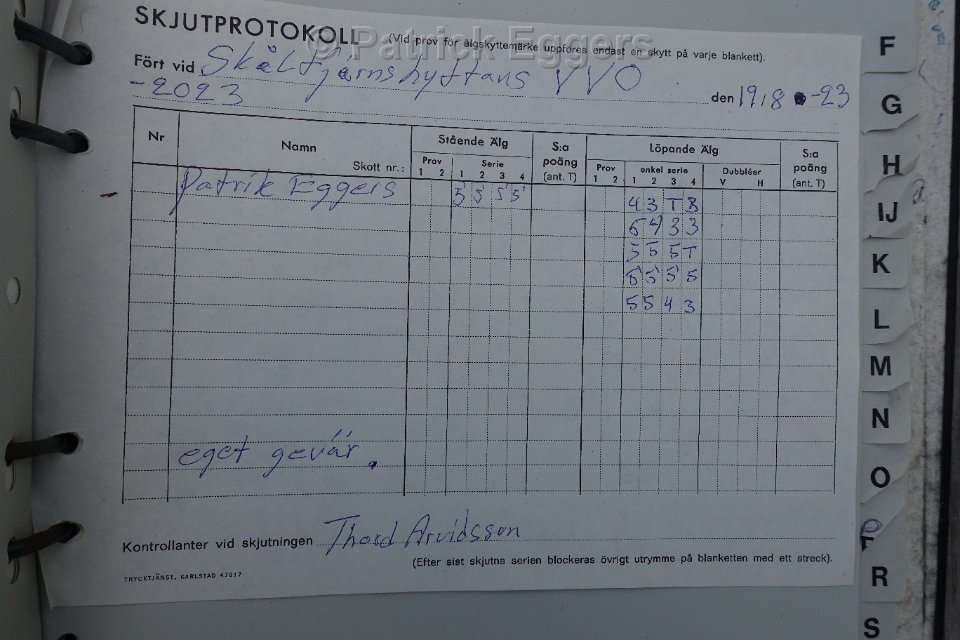 © Patrick Eggers
SKJUTPROTOKOLL (Vid prov för älgskyttemärke uppföres endast en skytt på varje blankett).
Fört vid Skåltjärnshyttans VVO den 19/8 -23
-2023
Nr Namn Stående Älg S:a poäng (ant. T) Löpande Älg S:a poäng (ant. T)
Skott nr.: Prov Serie Prov enkel serie Dubbléer
1 2 1 2 3 4 1 2 1 2 3 4 V H
Patrik Eggers 5 5 5 5 4 3 T B
5 4 3 3
5 5 5 T
5 5 5 5
5 5 4 3
eget gevär.
Kontrollanter vid skjutningen Thord Arvidsson
(Efter sist skjutna serien blockeras övrigt utrymme på blanketten med ett streck).
TRYCKTJÄNST, KARLSTAD 42017
F
G
H
IJ
K
L
M
N
O
P
R
S